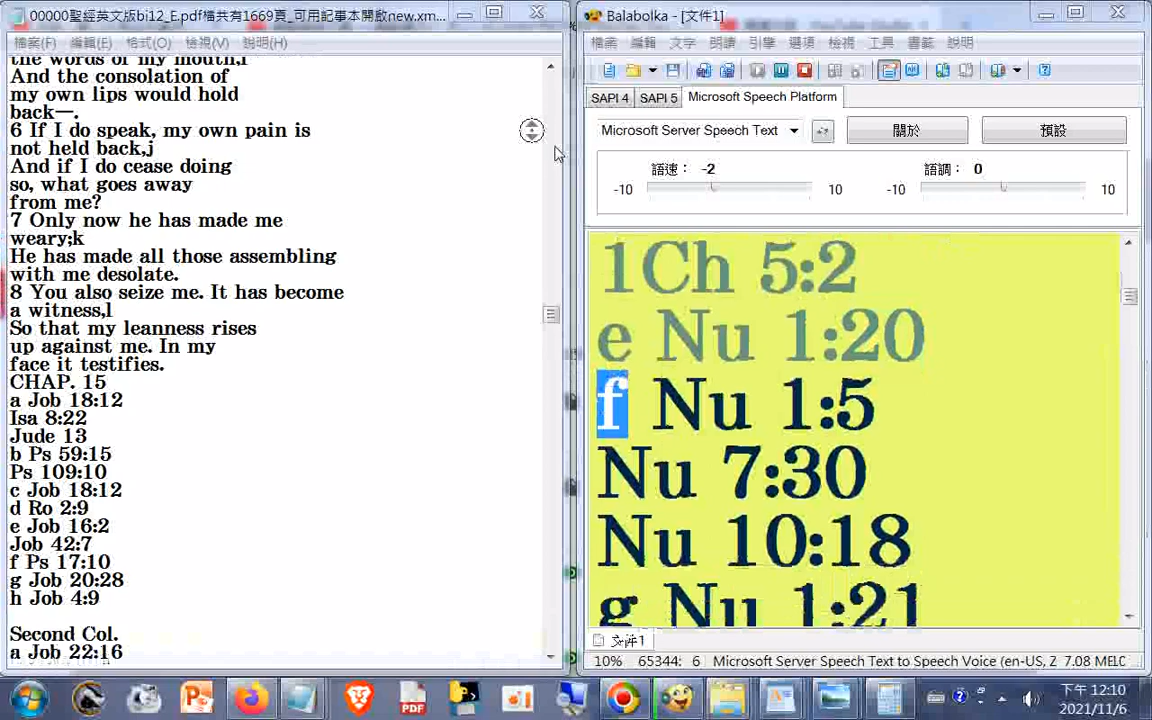 00000聖經英文版bi12_E.pdf檔共有1669頁_可用記事本開啟new.xm...
檔案(F) 編輯(E) 格式(O) 檢視(V) 說明(H)
the words of my mouth,i
And the consolation of
my own lips would hold
back—.
6 If I do speak, my own pain is
not held back,j
And if I do cease doing
so, what goes away
from me?
7 Only now he has made me
weary;k
He has made all those assembling
with me desolate.
8 You also seize me. It has become
a witness,l
So that my leanness rises
up against me. In my
face it testifies.
CHAP. 15
a Job 18:12
Isa 8:22
Jude 13
b Ps 59:15
Ps 109:10
c Job 18:12
d Ro 2:9
e Job 16:2
Job 42:7
f Ps 17:10
g Job 20:28
h Job 4:9
Second Col.
a Job 22:16
Balabolka - [文件1]
檔案 編輯 文字 朗讀 引擎 選項 檢視 工具 書籤 說明
SAPI 4 SAPI 5 Microsoft Speech Platform
Microsoft Server Speech Text 關於 預設
語速： -2 語調： 0
-10 10 -10 10
1Ch 5:2
e Nu 1:20
f Nu 1:5
Nu 7:30
Nu 10:18
g Nu 1:21
文件1
10% 65344: 6 Microsoft Server Speech Text to Speech Voice (en-US, Z 7.08 MELC
下午 12:10
2021/11/6